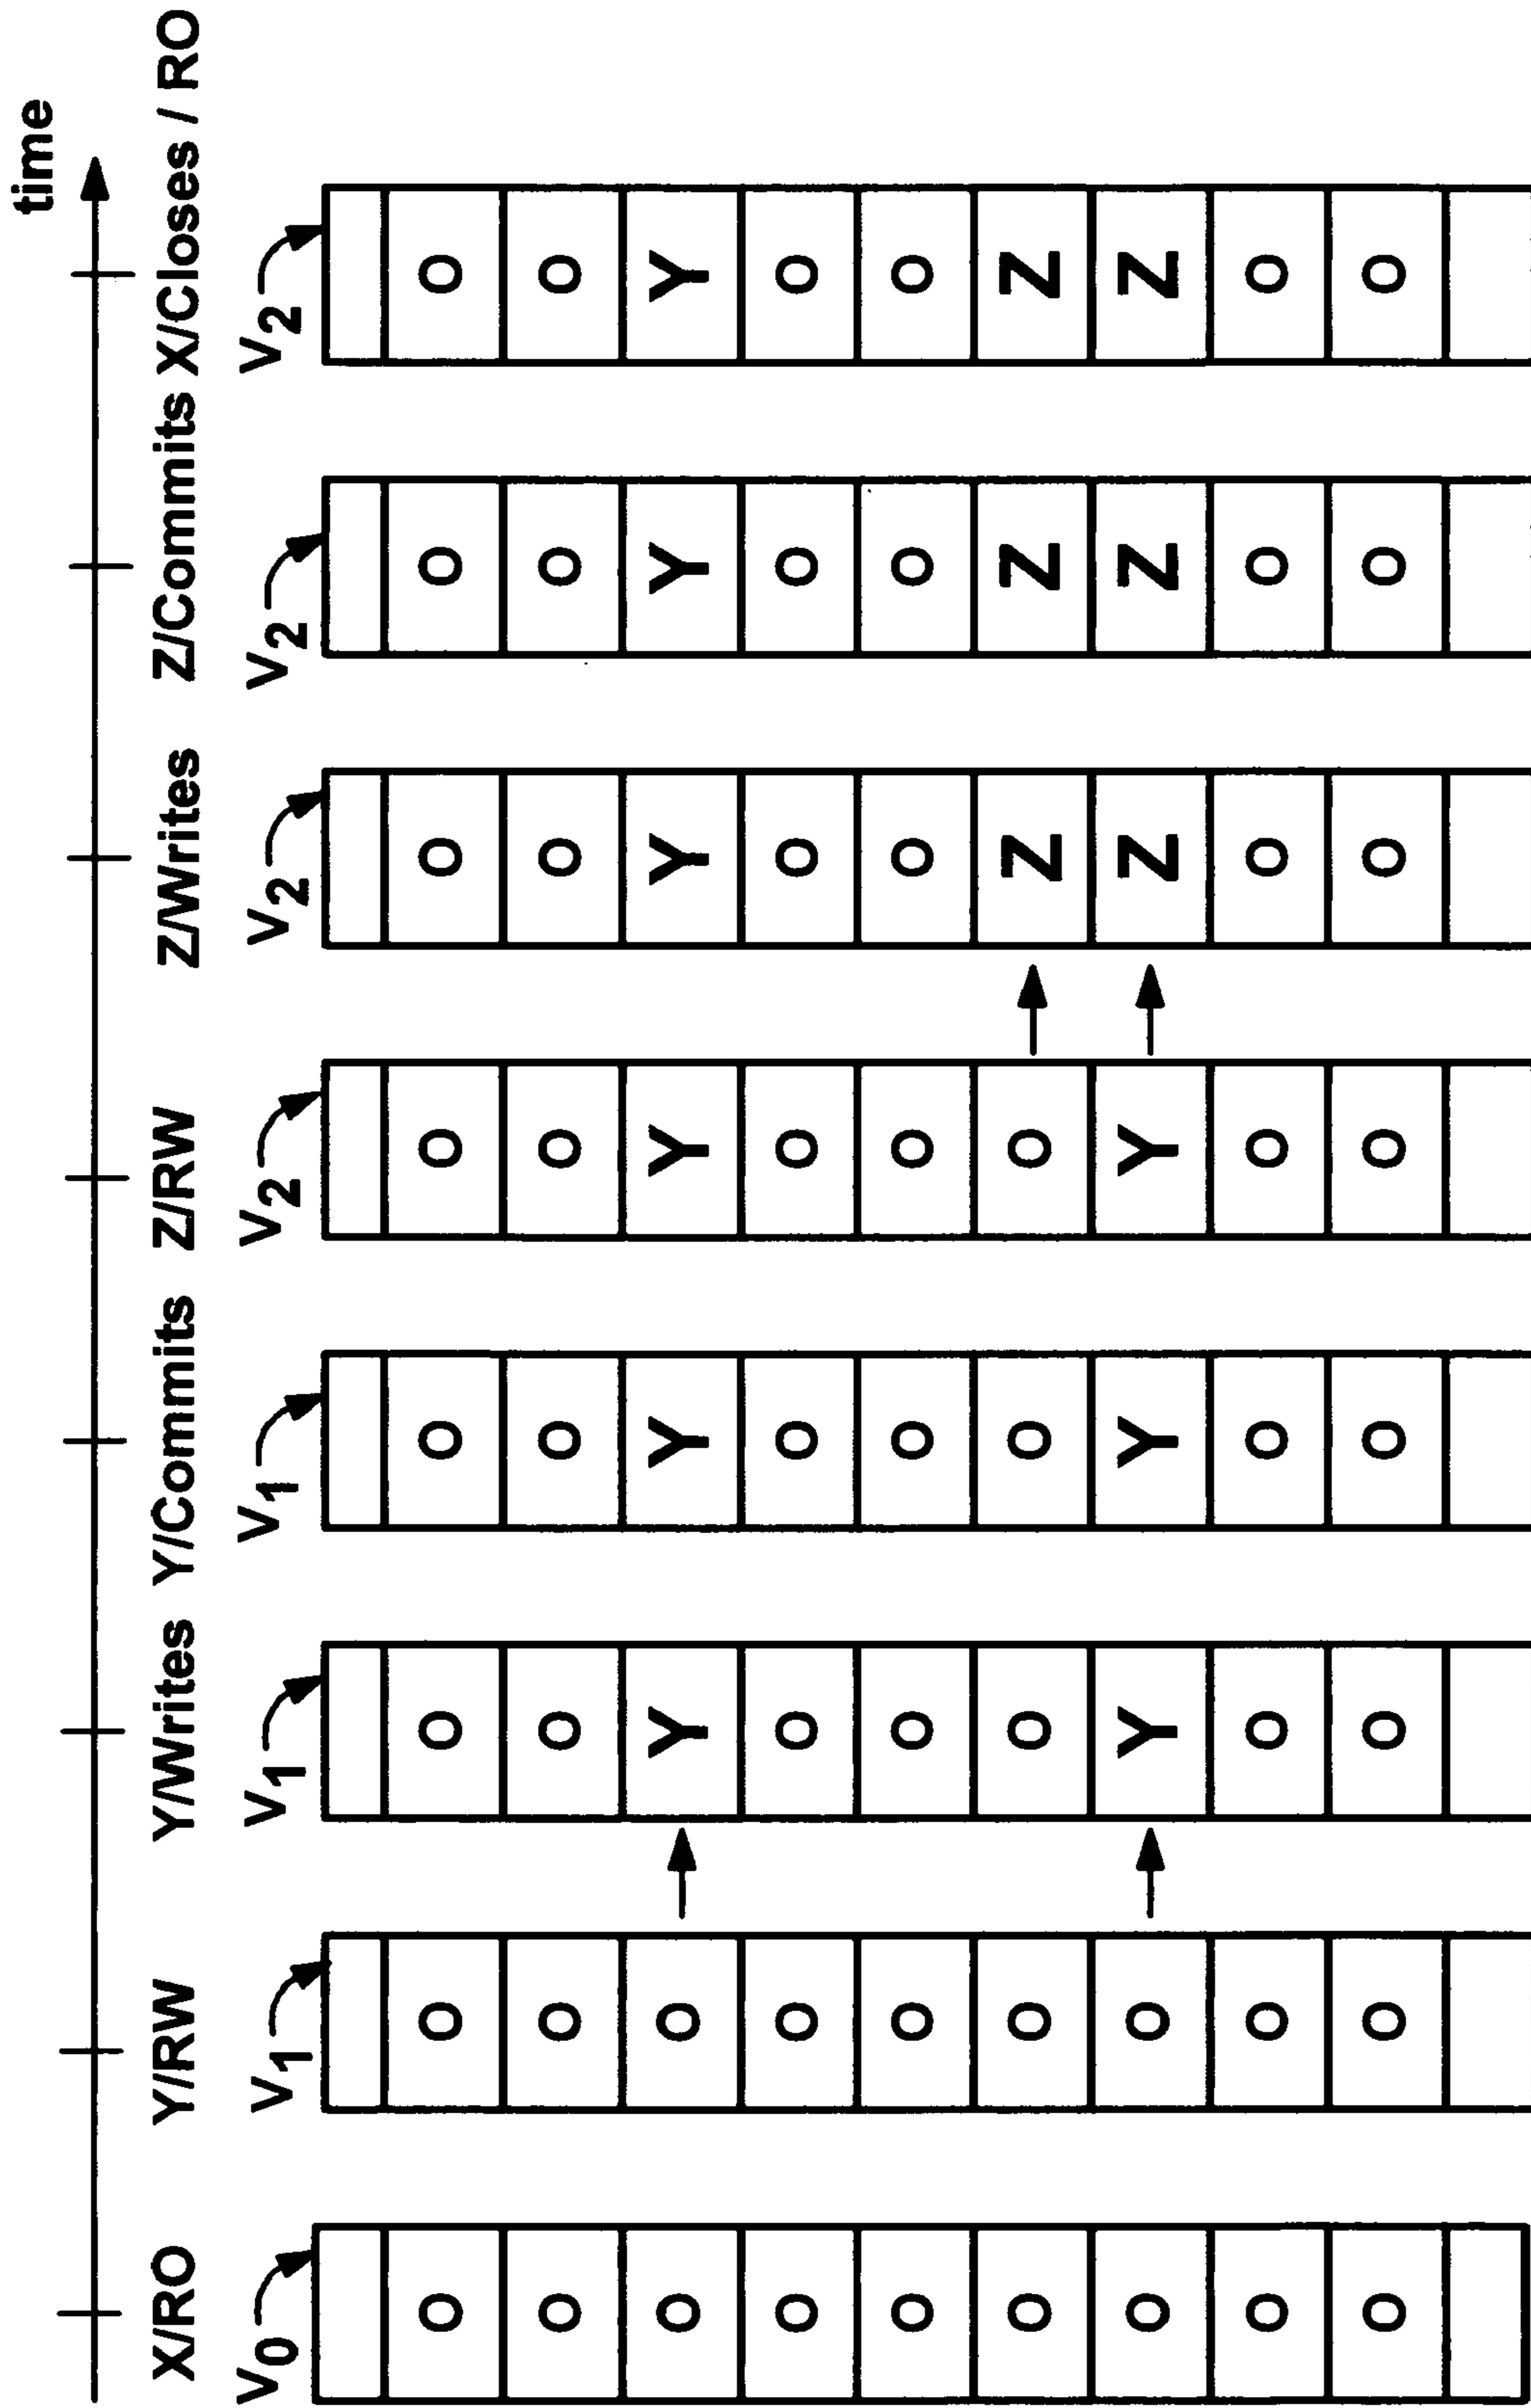 time
X/RO Y/RW Y/Writes Y/Commits Z/RW Z/Writes Z/Commits X/Closes / RO
V0 V1 V1 V1 V2 V2 V2 V2
O O O O O O O O
O O O O O O O O
O O Y Y Y Y Y Y
O O O O O O O O
O O O O O O O O
O O O O O Z Z Z
O O Y Y Y Z Z Z
O O O O O O O O
O O O O O O O O